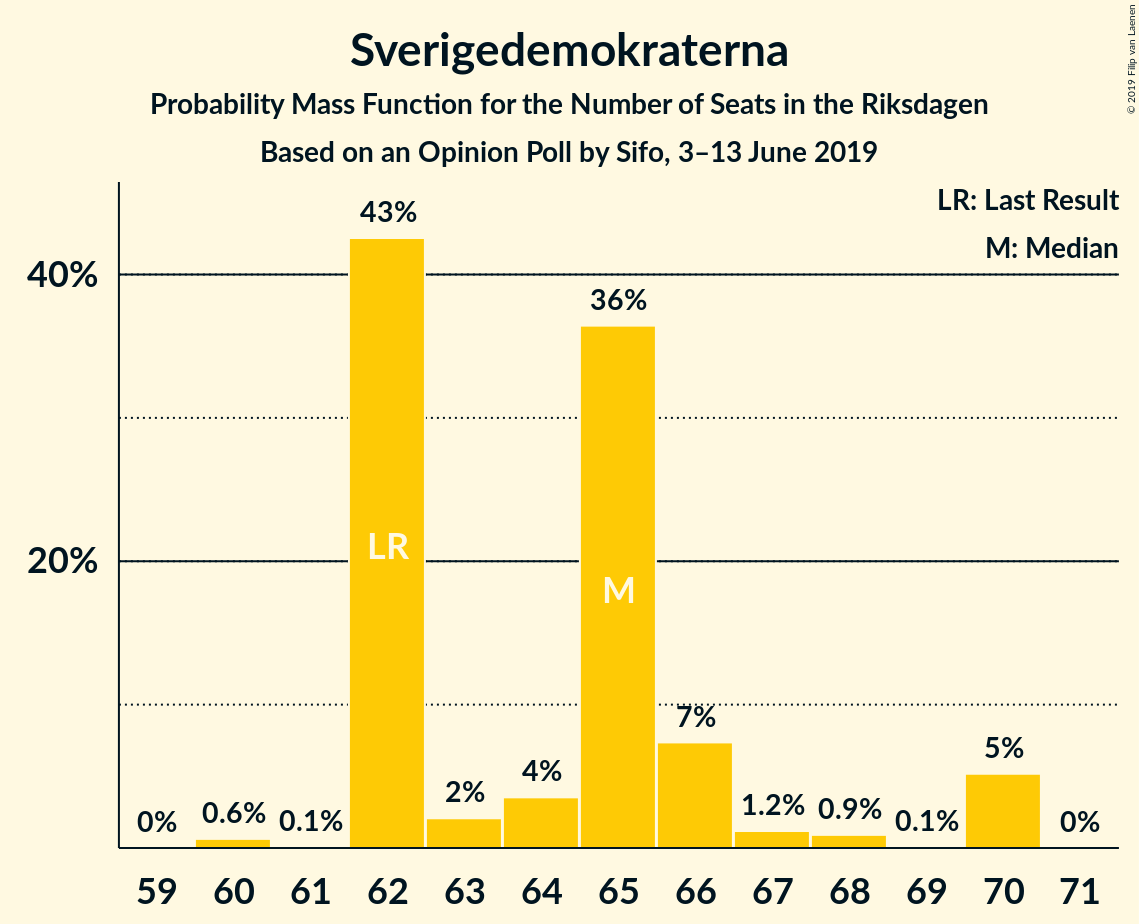 Sverigedemokraterna
Probability Mass Function for the Number of Seats in the Riksdagen
Based on an Opinion Poll by Sifo, 3–13 June 2019
© 2019 Filip van Laenen
LR: Last Result
M: Median
40%
20%
0%
0.6%
0.1%
43%
2%
4%
36%
7%
1.2%
0.9%
0.1%
5%
0%
LR
M
59 60 61 62 63 64 65 66 67 68 69 70 71